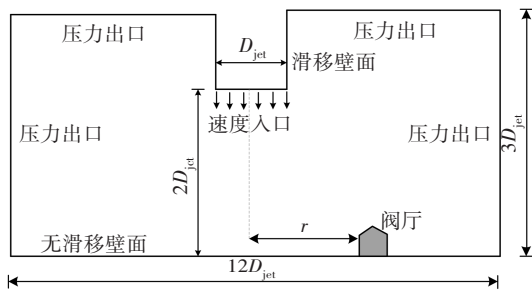 压力出口
压力出口
D_jet
滑移壁面
速度入口
压力出口
压力出口
2D_jet
3D_jet
r
阀厅
无滑移壁面
12D_jet